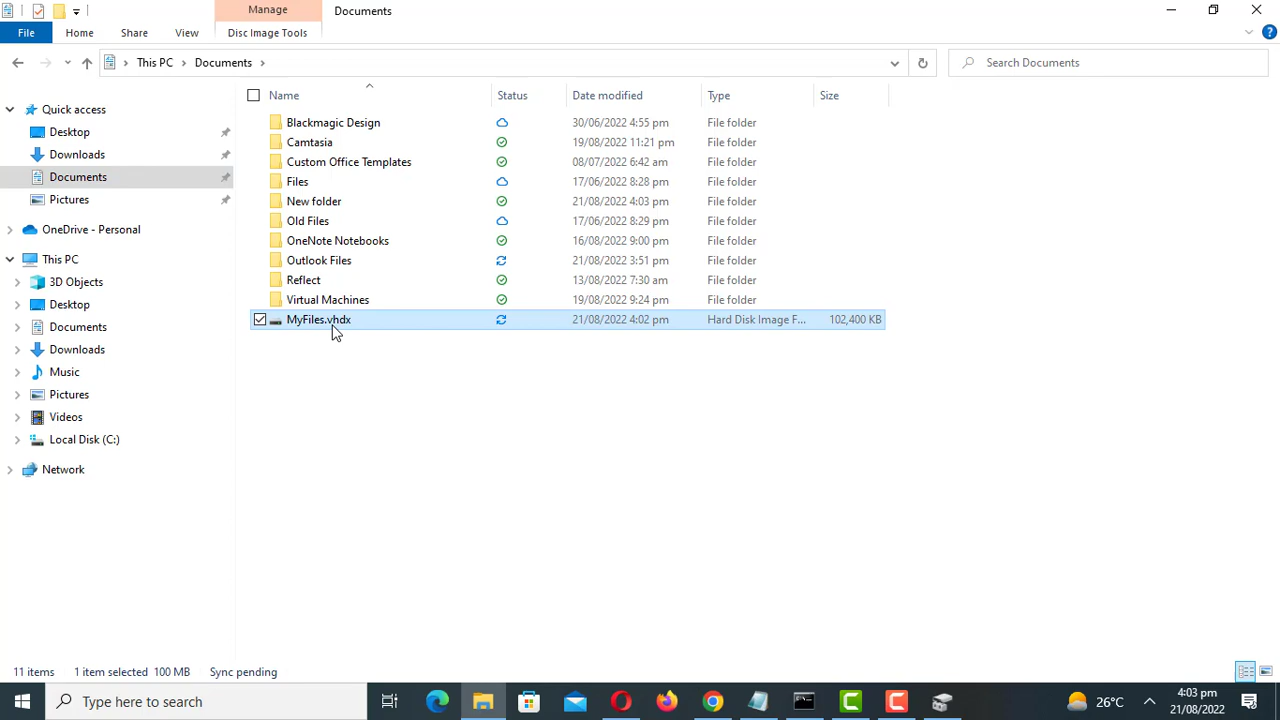 Manage
Documents
File
Home
Share
View
Disc Image Tools
This PC
Documents
Search Documents
Name
Status
Date modified
Type
Size
Quick access
Desktop
Downloads
Documents
Pictures
OneDrive - Personal
This PC
3D Objects
Desktop
Documents
Downloads
Music
Pictures
Videos
Local Disk (C:)
Network
Blackmagic Design 30/06/2022 4:55 pm File folder
Camtasia 19/08/2022 11:21 pm File folder
Custom Office Templates 08/07/2022 6:42 am File folder
Files 17/06/2022 8:28 pm File folder
New folder 21/08/2022 4:03 pm File folder
Old Files 17/06/2022 8:29 pm File folder
OneNote Notebooks 16/08/2022 9:00 pm File folder
Outlook Files 21/08/2022 3:51 pm File folder
Reflect 13/08/2022 7:30 am File folder
Virtual Machines 19/08/2022 9:24 pm File folder
MyFiles.vhdx 21/08/2022 4:02 pm Hard Disk Image F... 102,400 KB
11 items 1 item selected 100 MB Sync pending
Type here to search
26°C
4:03 pm
21/08/2022